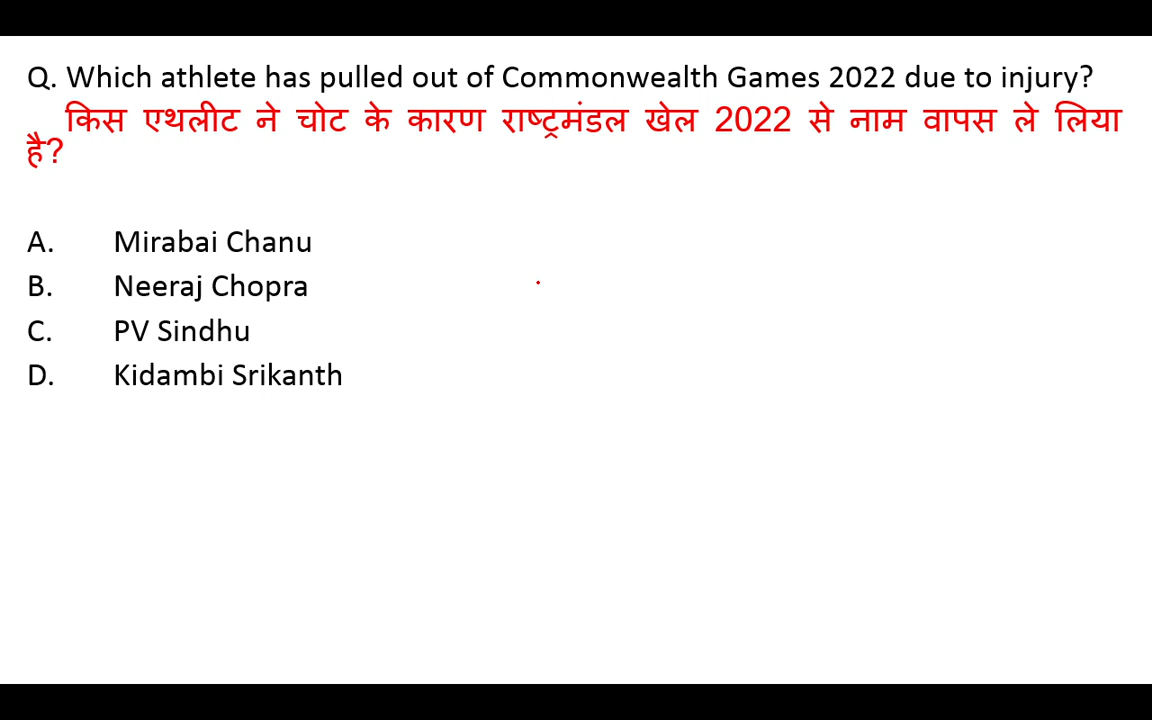 Q. Which athlete has pulled out of Commonwealth Games 2022 due to injury?
किस एथलीट ने चोट के कारण राष्ट्रमंडल खेल 2022 से नाम वापस ले लिया
है?
A. Mirabai Chanu
B. Neeraj Chopra
C. PV Sindhu
D. Kidambi Srikanth